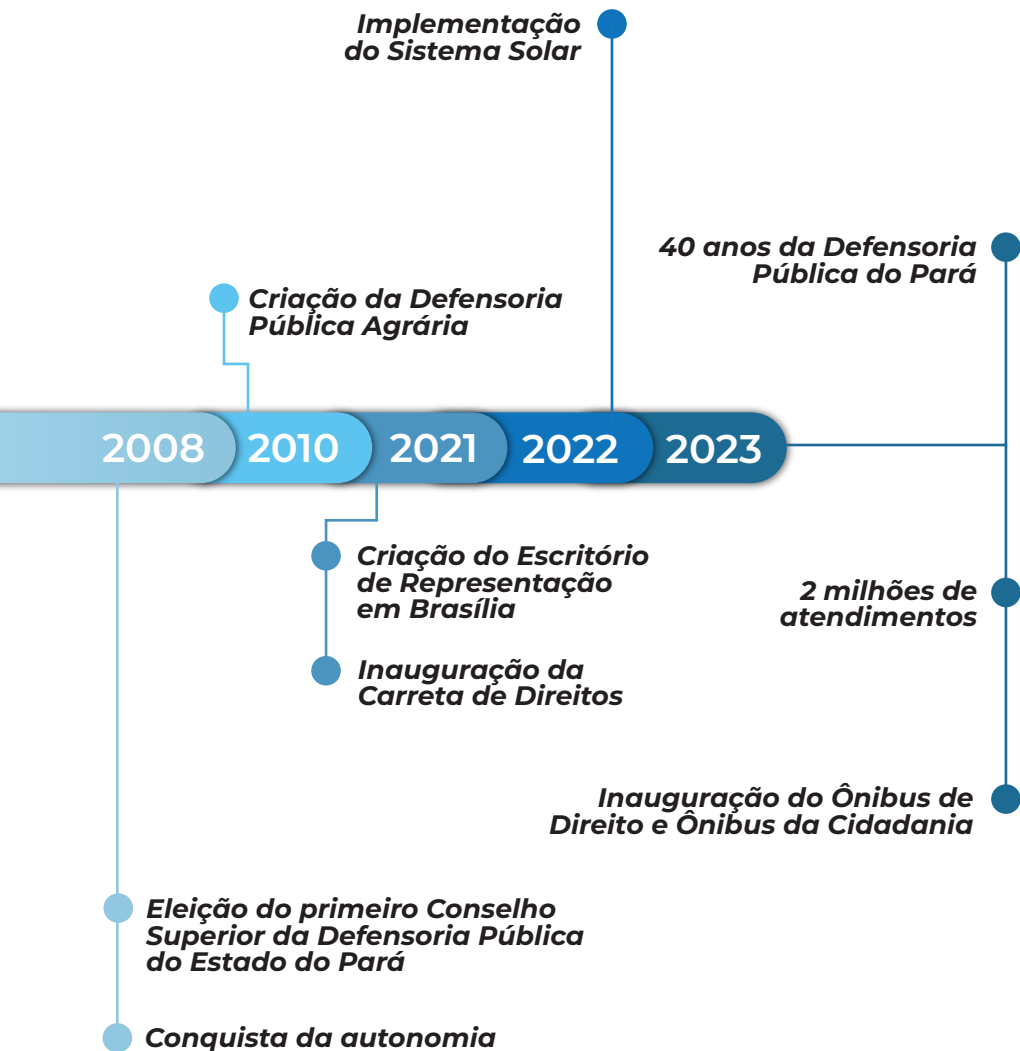 Implementação
do Sistema Solar
40 anos da Defensoria
Pública do Pará
Criação da Defensoria
Pública Agrária
2008
2010
2021
2022
2023
Criação do Escritório
de Representação
em Brasília
2 milhões de
atendimentos
Inauguração da
Carreta de Direitos
Inauguração do Ônibus de
Direito e Ônibus da Cidadania
Eleição do primeiro Conselho
Superior da Defensoria Pública
do Estado do Pará
Conquista da autonomia